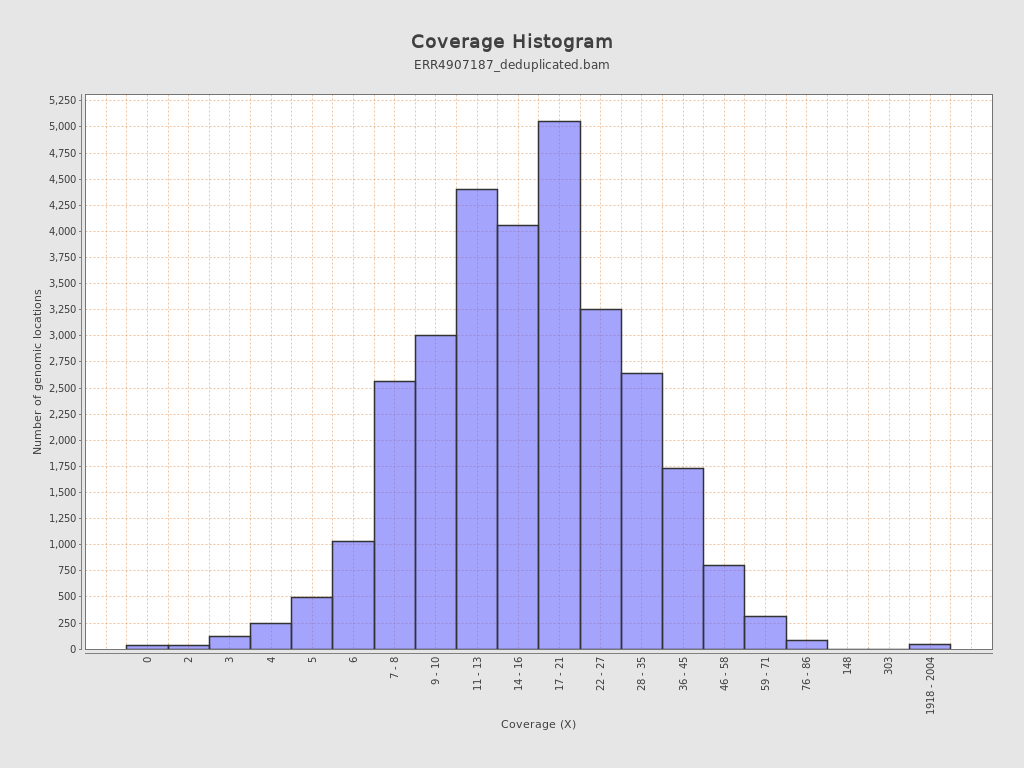 Coverage Histogram
ERR4907187_deduplicated.bam
Number of genomic locations
5,250
5,000
4,750
4,500
4,250
4,000
3,750
3,500
3,250
3,000
2,750
2,500
2,250
2,000
1,750
1,500
1,250
1,000
750
500
250
0
0
2
3
4
5
6
7 - 8
9 - 10
11 - 13
14 - 16
17 - 21
22 - 27
28 - 35
36 - 45
46 - 58
59 - 71
76 - 86
148
303
1918 - 2004
Coverage (X)